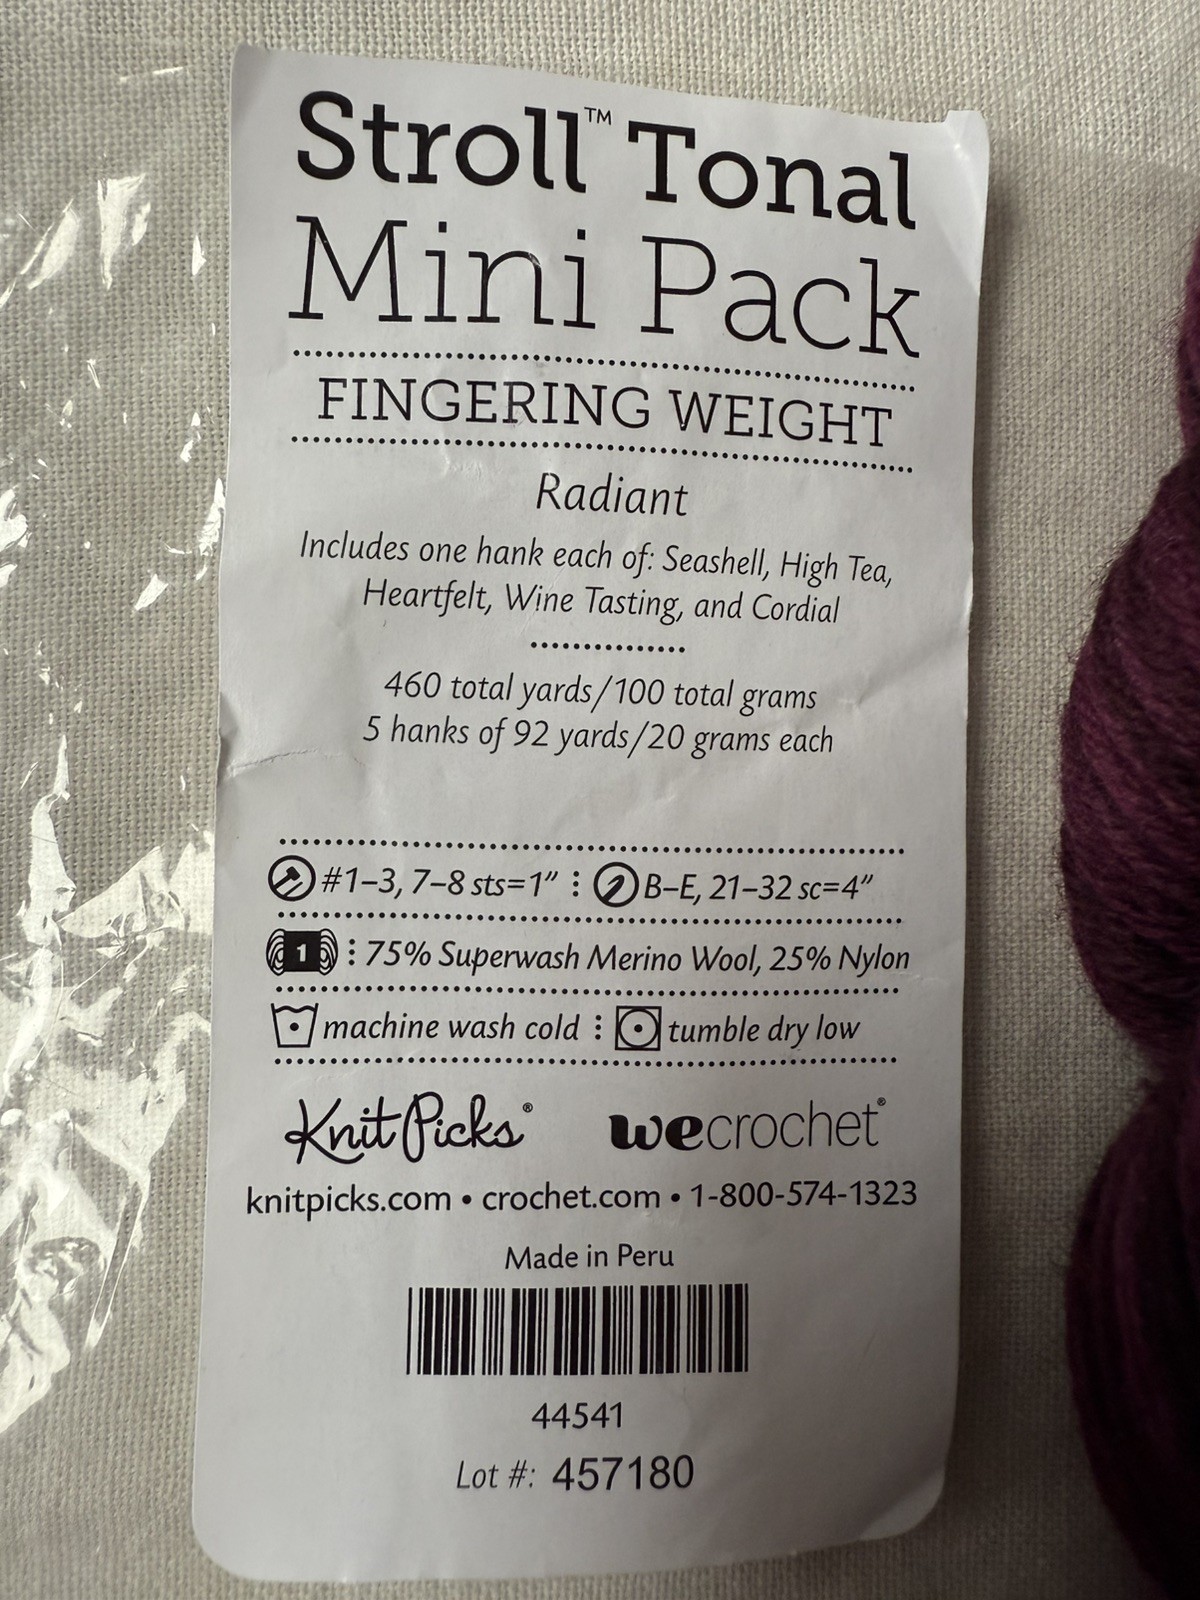 Stroll™ Tonal
Mini Pack
FINGERING WEIGHT
Radiant
Includes one hank each of: Seashell, High Tea,
Heartfelt, Wine Tasting, and Cordial
460 total yards/100 total grams
5 hanks of 92 yards/20 grams each
#1–3, 7–8 sts=1” B–E, 21–32 sc=4”
1 75% Superwash Merino Wool, 25% Nylon
machine wash cold tumble dry low
KnitPicks® wecrochet®
knitpicks.com • crochet.com • 1-800-574-1323
Made in Peru
44541
Lot #: 457180